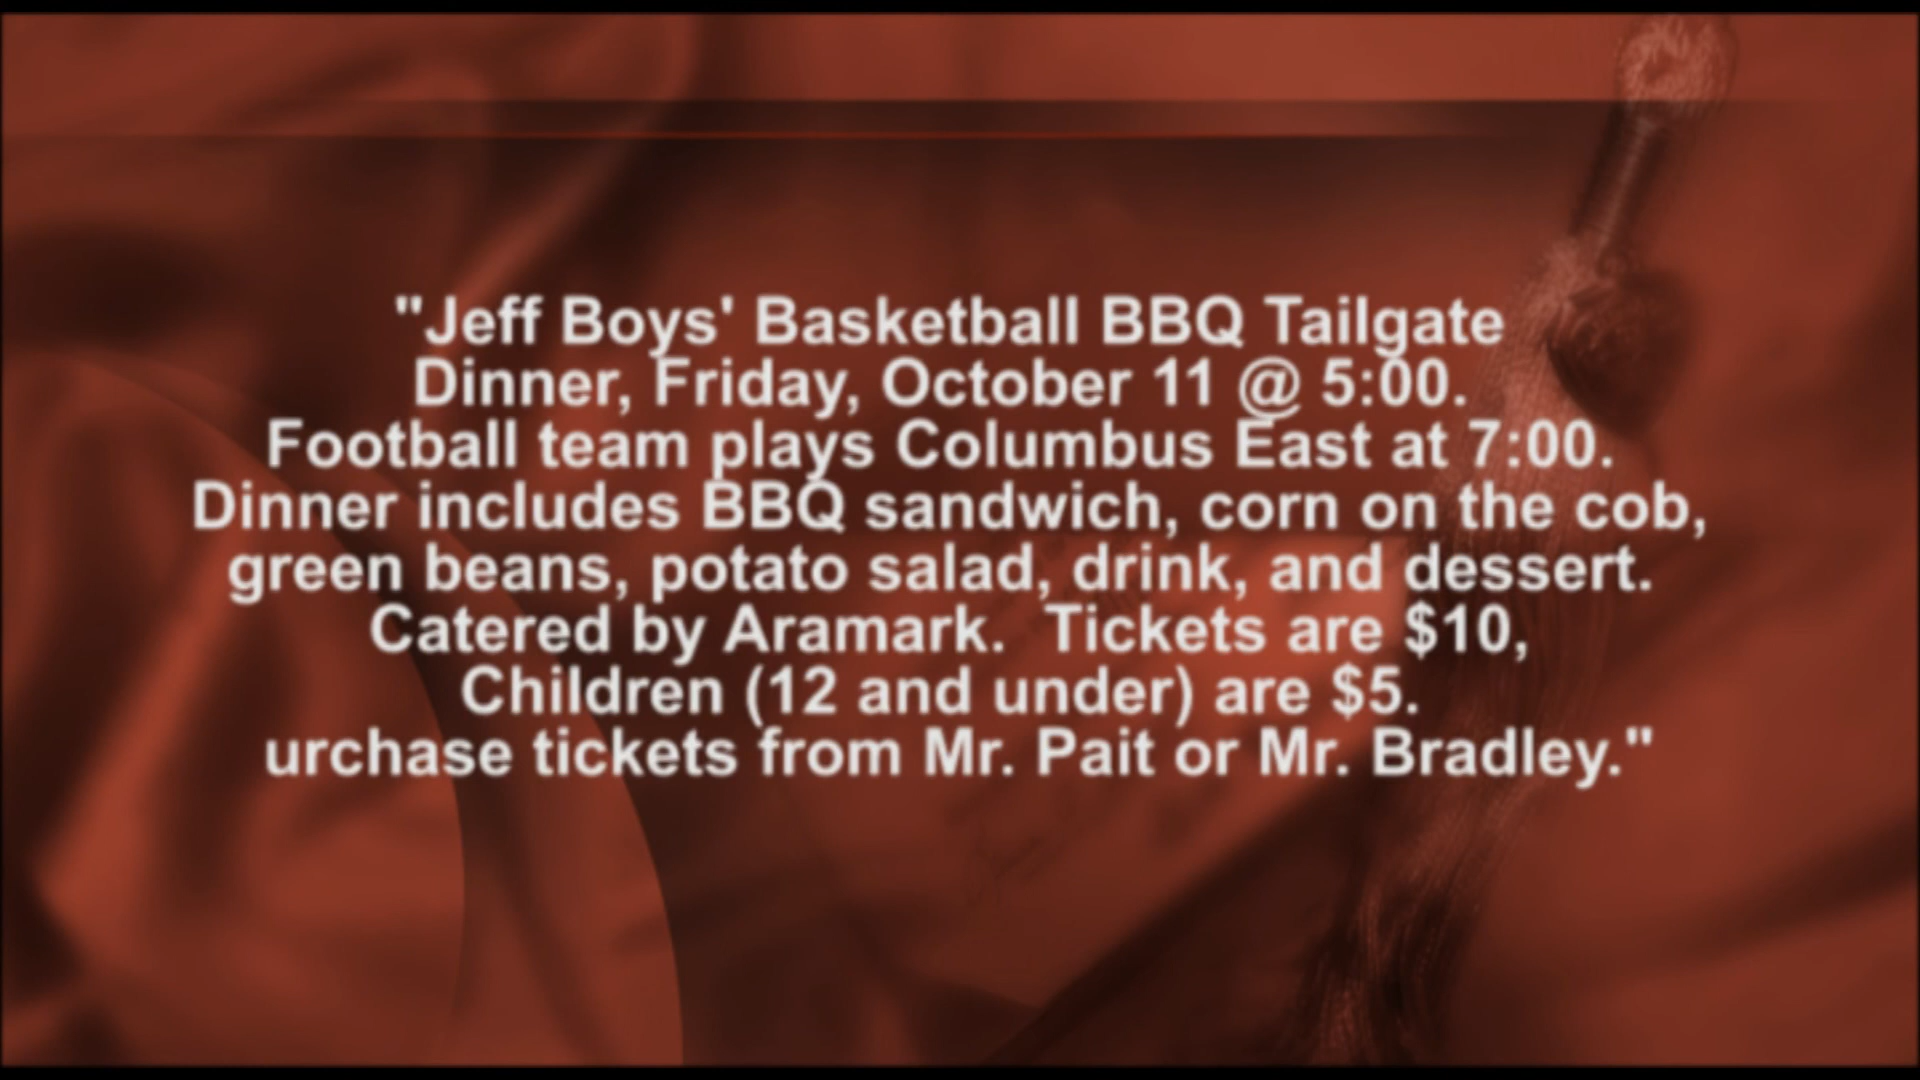 "Jeff Boys' Basketball BBQ Tailgate
Dinner, Friday, October 11 @ 5:00.
Football team plays Columbus East at 7:00.
Dinner includes BBQ sandwich, corn on the cob,
green beans, potato salad, drink, and dessert.
Catered by Aramark.  Tickets are $10,
Children (12 and under) are $5.
urchase tickets from Mr. Pait or Mr. Bradley."